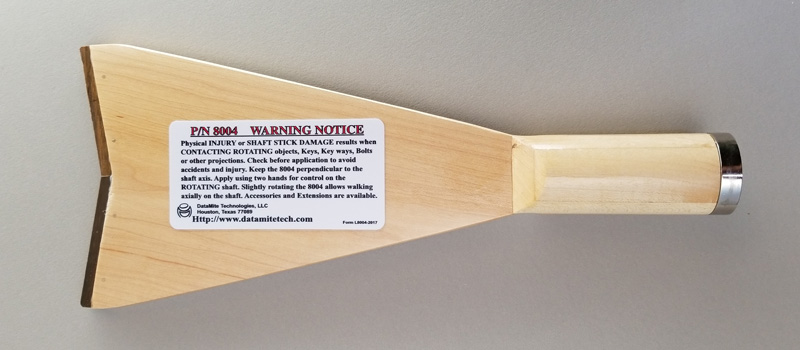 P/N 8004 WARNING NOTICE
Physical INJURY or SHAFT STICK DAMAGE results when
CONTACTING ROTATING objects, Keys, Key ways, Bolts
or other projections. Check before application to avoid
accidents and injury. Keep the 8004 perpendicular to the
shaft axis. Apply using two hands for control on the
ROTATING shaft. Slightly rotating the 8004 allows walking
axially on the shaft. Accessories and Extensions are available.
DataMite Technologies, LLC
Houston, Texas 77069
Http://www.datamitetech.com
Form L8004-2017